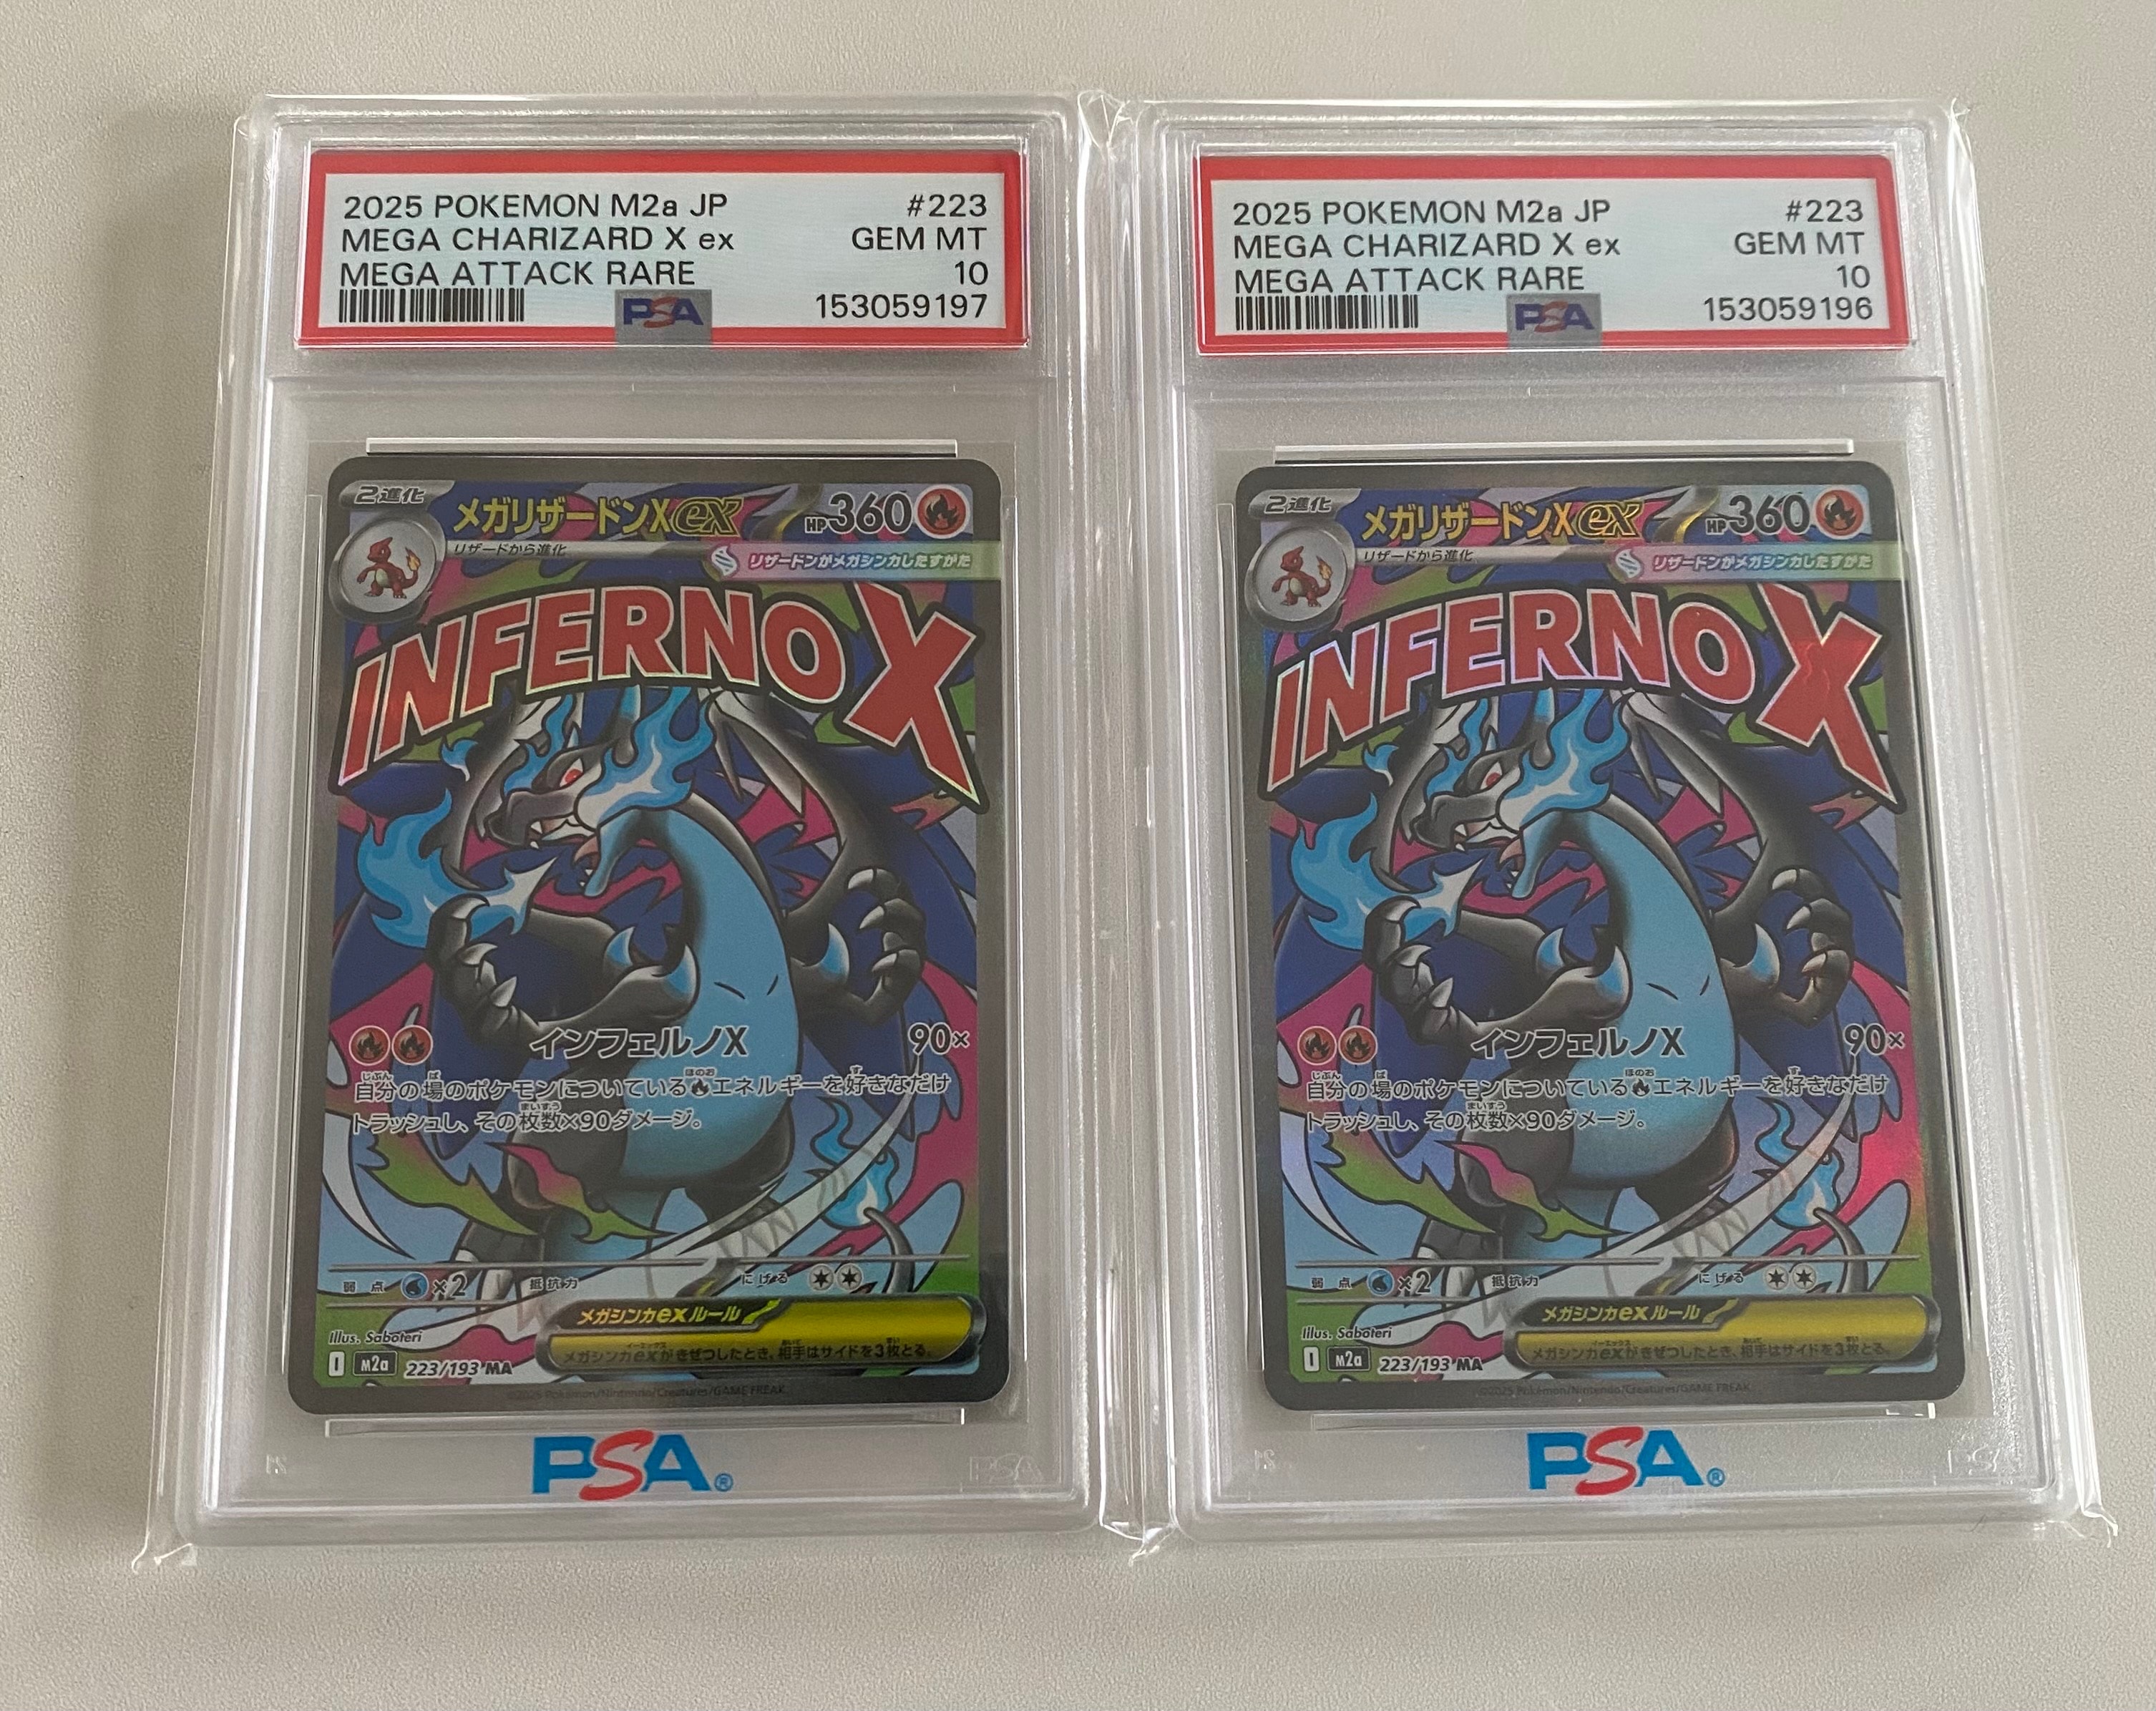 2025 POKEMON M2a JP #223
MEGA CHARIZARD X ex GEM MT
MEGA ATTACK RARE 10
PSA 153059197
2進化 メガリザードンXex HP360
リザードから進化 リザードンがメガシンカしたすがた
INFERNO X
インフェルノX 90×
自分の場のポケモンについているエネルギーを好きなだけ
トラッシュし、その枚数×90ダメージ。
弱点 ×2 抵抗力 にげる
メガシンカexルール
メガシンカexがきぜつしたとき、相手はサイドを3枚とる。
Illus. Saboteri
I M2a 223/193 MA
©2025 Pokémon/Nintendo/Creatures/GAME FREAK
PSA®
2025 POKEMON M2a JP #223
MEGA CHARIZARD X ex GEM MT
MEGA ATTACK RARE 10
PSA 153059196
2進化 メガリザードンXex HP360
リザードから進化 リザードンがメガシンカしたすがた
INFERNO X
インフェルノX 90×
自分の場のポケモンについているエネルギーを好きなだけ
トラッシュし、その枚数×90ダメージ。
弱点 ×2 抵抗力 にげる
メガシンカexルール
メガシンカexがきぜつしたとき、相手はサイドを3枚とる。
Illus. Saboteri
I M2a 223/193 MA
©2025 Pokémon/Nintendo/Creatures/GAME FREAK
PSA®